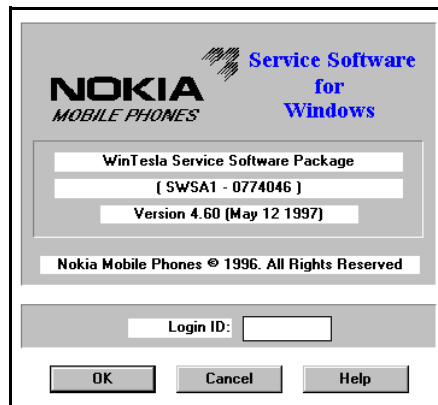 NOKIA
MOBILE PHONES
Service Software
for
Windows
WinTesla Service Software Package
( SWSA1 - 0774046 )
Version 4.60 (May 12 1997)
Nokia Mobile Phones © 1996. All Rights Reserved
Login ID:
OK Cancel Help